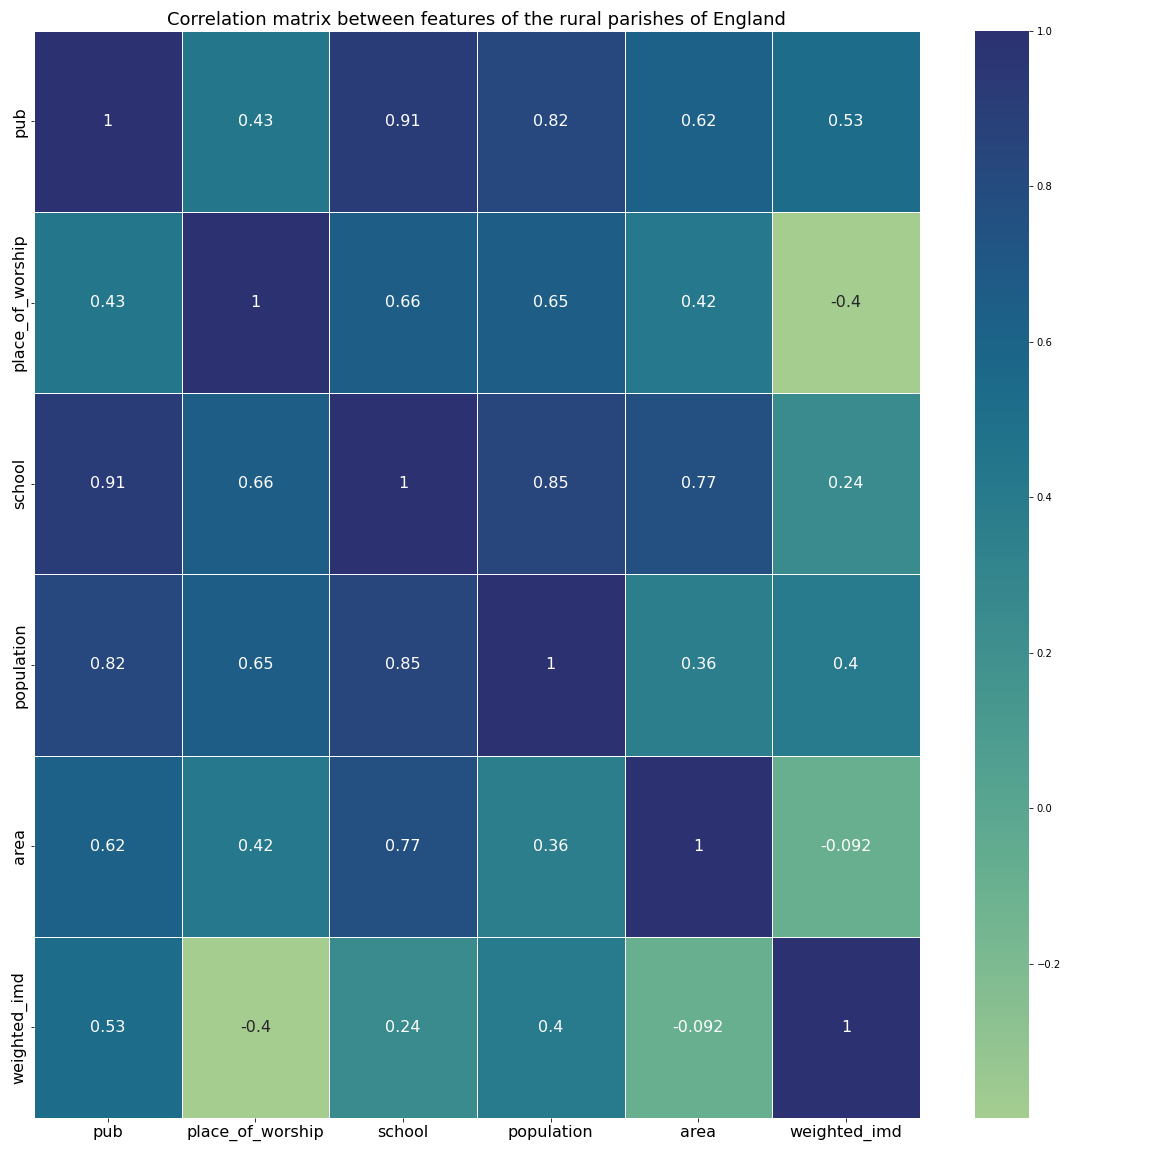 Correlation matrix between features of the rural parishes of England
pub 1 0.43 0.91 0.82 0.62 0.53
place_of_worship 0.43 1 0.66 0.65 0.42 -0.4
school 0.91 0.66 1 0.85 0.77 0.24
population 0.82 0.65 0.85 1 0.36 0.4
area 0.62 0.42 0.77 0.36 1 -0.092
weighted_imd 0.53 -0.4 0.24 0.4 -0.092 1
pub place_of_worship school population area weighted_imd
1.0
0.8
0.6
0.4
0.2
0.0
−0.2